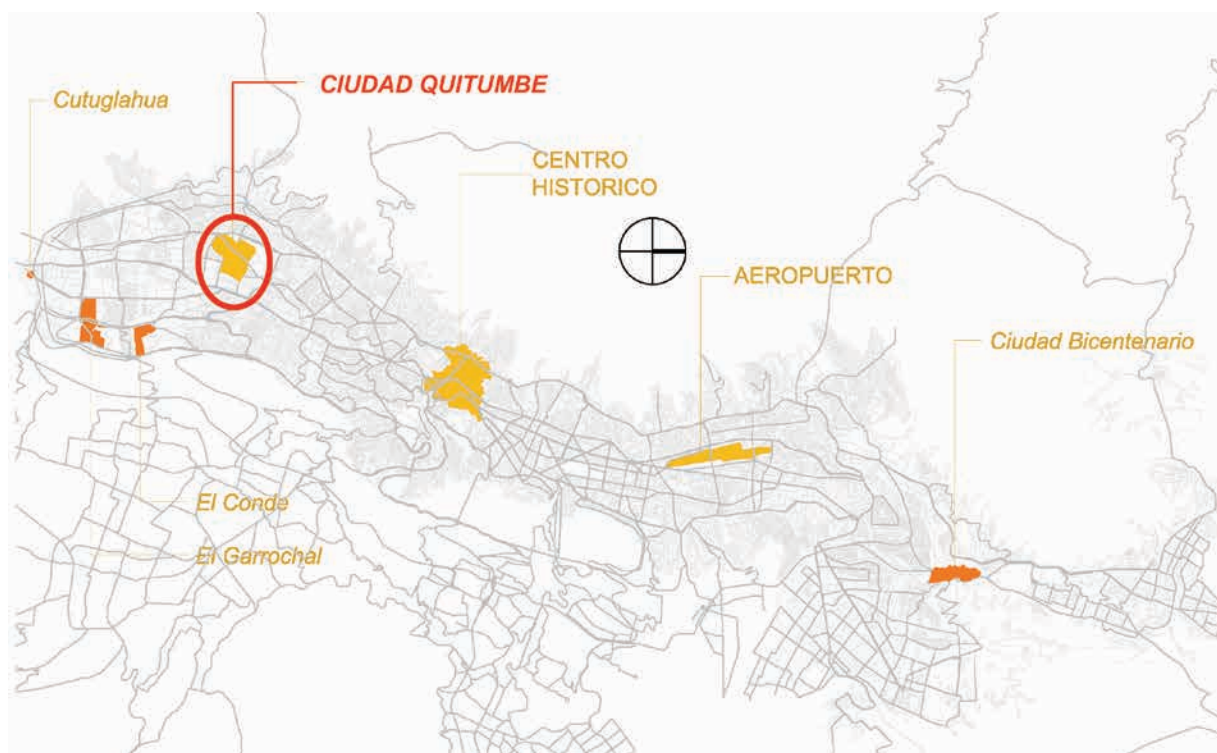 CIUDAD QUITUMBE
Cutuglahua
CENTRO
HISTORICO
AEROPUERTO
Ciudad Bicentenario
El Conde
El Garrochal